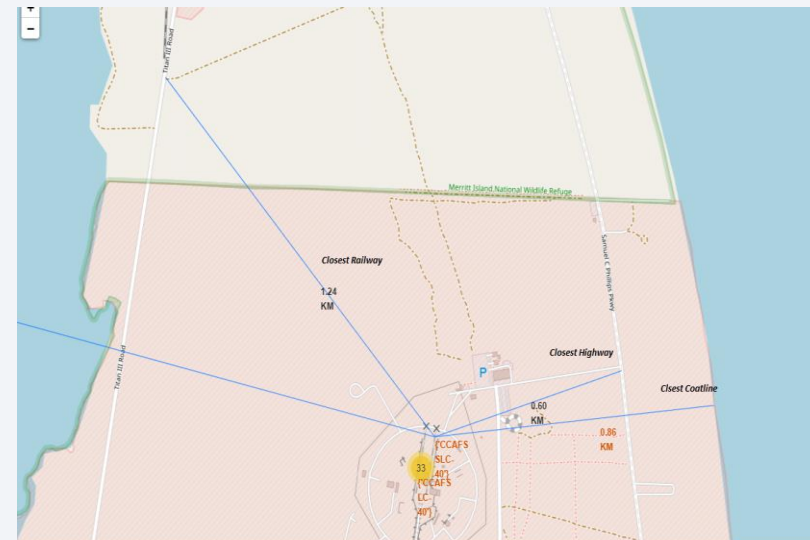 +
−
Titan III Road
Merritt Island National Wildlife Refuge
Samuel C Phillips Pkwy
Closest Railway
1.24
KM
Titan III Road
Closest Highway
P
Clsest Coatline
0.60
KM
0.86
KM
33
('CCAFS
SLC-
40')
('CCAFS
LC-
40')